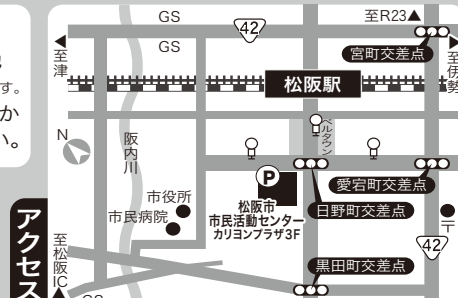 GS
42
至R23▲
GS
宮町交差点
◀至津
▶至伊勢
す。
か
い。
松阪駅
N
阪内川
ベルタウン
P
愛宕町交差点
市役所
市民病院
松阪市
市民活動センター
カリヨンプラザ3F
日野町交差点
〒
アクセス
至松阪IC
42
黒田町交差点
GS